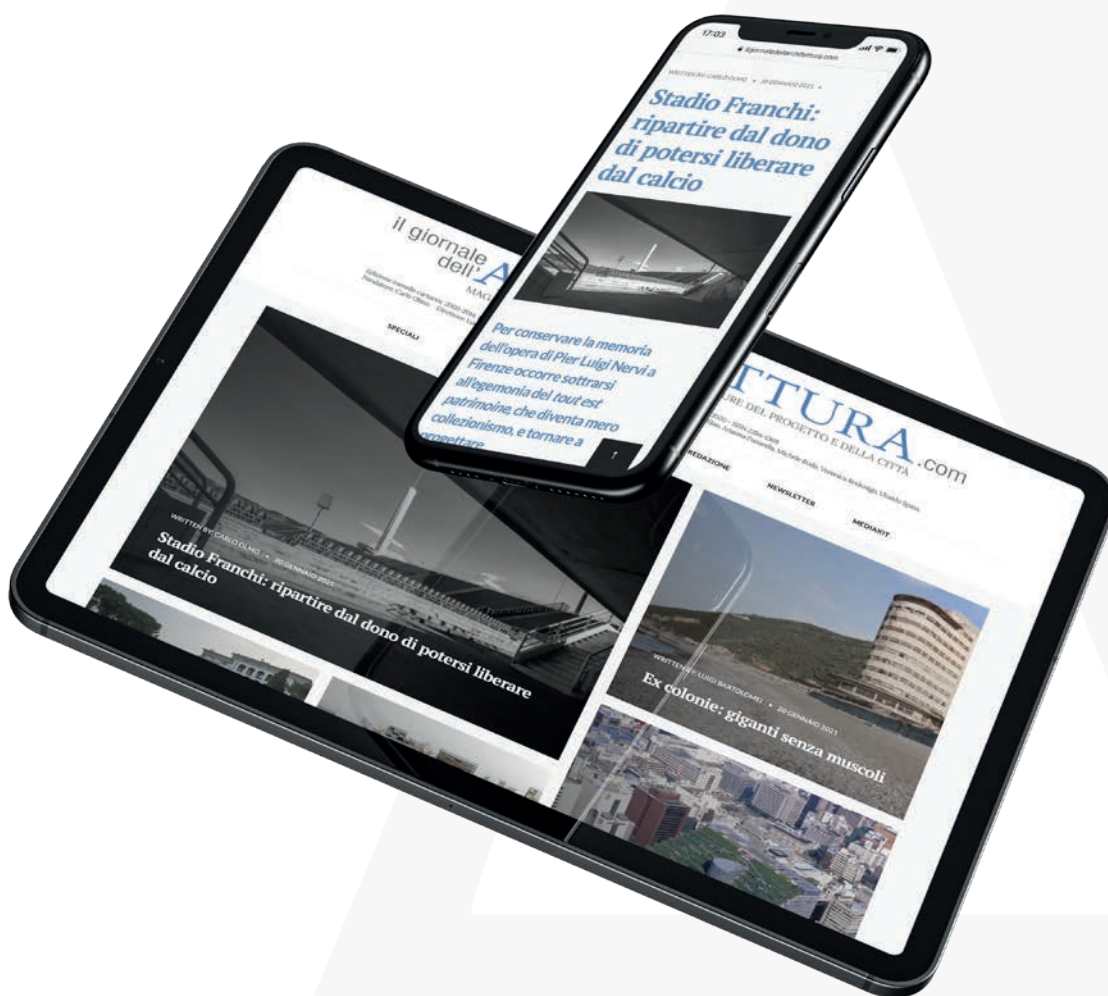 17:03
ilgiornaledellarchitettura.com
WRITTEN BY: CARLO OLMO • 20 GENNAIO 2021 •
Stadio Franchi:
ripartire dal dono
di potersi liberare
dal calcio
Per conservare la memoria
dell'opera di Pier Luigi Nervi a
Firenze occorre sottrarsi
all'egemonia del tout est
patrimoine, che diventa mero
collezionismo, e tornare a
progettare
il giornale
dell'A
MAG
Fondatore: Carlo Olmo
SPECIALI
TTURA.com
URE DEL PROGETTO E DELLA CITTÀ
REDAZIONE
NEWSLETTER
MEDIAKIT
WRITTEN BY: CARLO OLMO • 20 GENNAIO 2021
Stadio Franchi: ripartire dal dono di potersi liberare
dal calcio
WRITTEN BY: LUIGI BARTOLOMEI • 20 GENNAIO 2021
Ex colonie: giganti senza muscoli